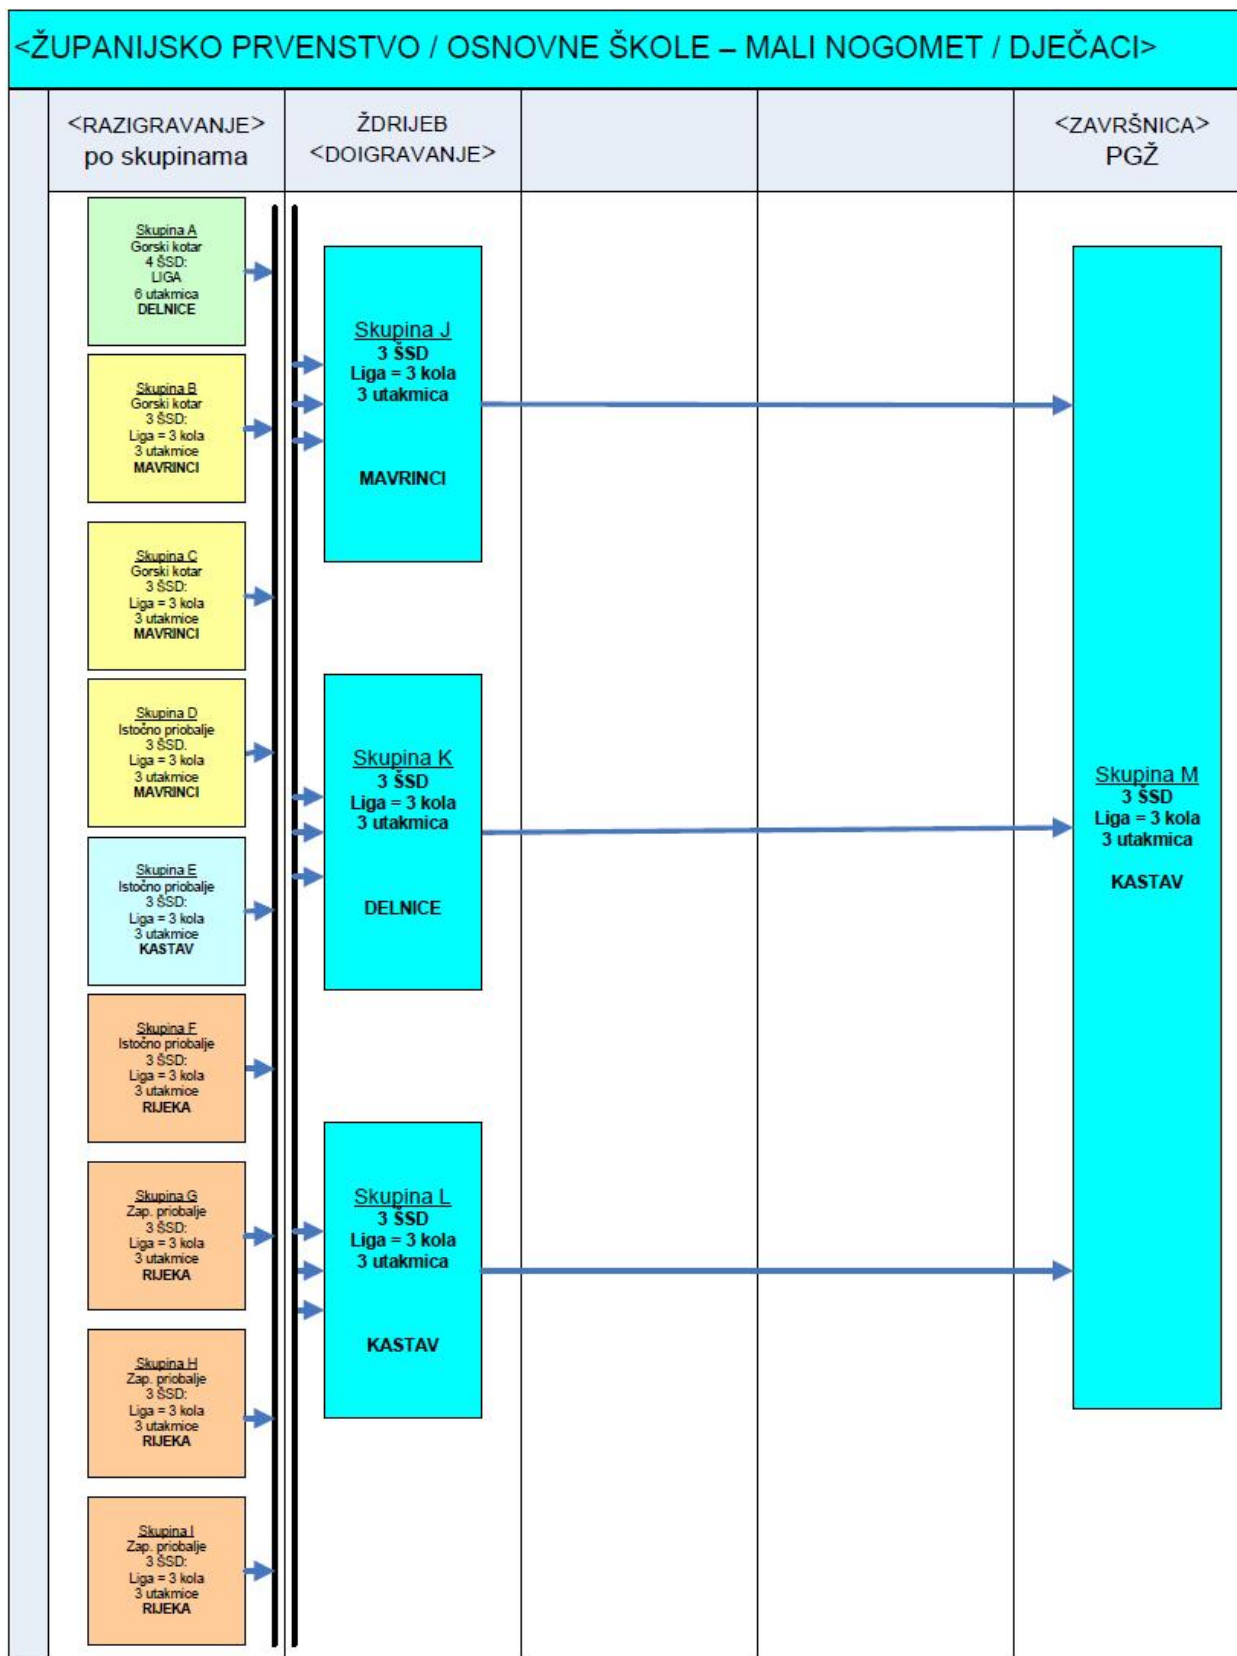 <ŽUPANIJSKO PRVENSTVO / OSNOVNE ŠKOLE – MALI NOGOMET / DJEČACI>
<RAZIGRAVANJE>
po skupinama
ŽDRIJEB
<DOIGRAVANJE>
<ZAVRŠNICA>
PGŽ
Skupina A
Gorski kotar
4 ŠSD:
LIGA
6 utakmica
DELNICE
Skupina B
Gorski kotar
3 ŠSD:
Liga = 3 kola
3 utakmice
MAVRINCI
Skupina C
Gorski kotar
3 ŠSD:
Liga = 3 kola
3 utakmice
MAVRINCI
Skupina D
Istočno priobalje
3 ŠSD.
Liga = 3 kola
3 utakmice
MAVRINCI
Skupina E
Istočno priobalje
3 ŠSD:
Liga = 3 kola
3 utakmice
KASTAV
Skupina F
Istočno priobalje
3 ŠSD:
Liga = 3 kola
3 utakmice
RIJEKA
Skupina G
Zap. priobalje
3 ŠSD:
Liga = 3 kola
3 utakmice
RIJEKA
Skupina H
Zap. priobalje
3 ŠSD:
Liga = 3 kola
3 utakmice
RIJEKA
Skupina I
Zap. priobalje
3 ŠSD:
Liga = 3 kola
3 utakmice
RIJEKA
Skupina J
3 ŠSD
Liga = 3 kola
3 utakmica
MAVRINCI
Skupina K
3 ŠSD
Liga = 3 kola
3 utakmica
DELNICE
Skupina L
3 ŠSD
Liga = 3 kola
3 utakmica
KASTAV
Skupina M
3 ŠSD
Liga = 3 kola
3 utakmica
KASTAV